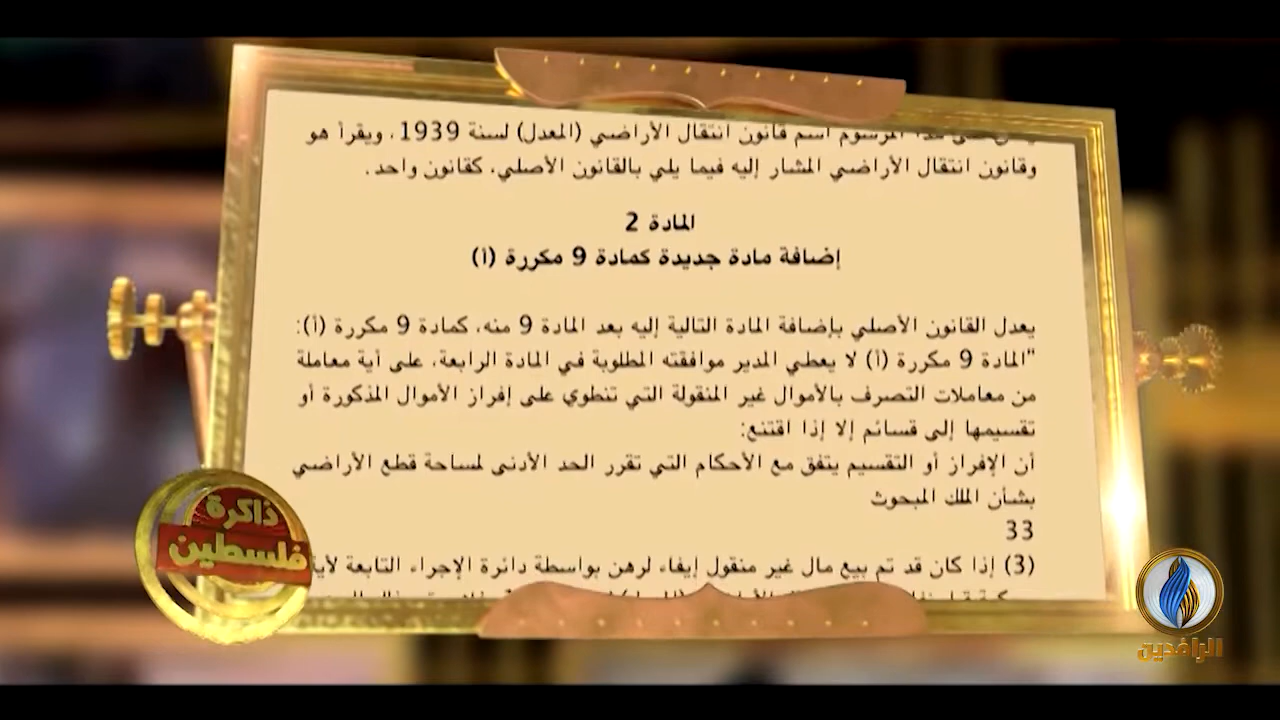 المرسوم اسم قانون انتقال الأراضي (المعدل) لسنة 1939، ويقرأ هو
وقانون انتقال الأراضي المشار إليه فيما يلي بالقانون الأصلي، كقانون واحد.
المادة 2
إضافة مادة جديدة كمادة 9 مكررة (أ)
يعدل القانون الأصلي بإضافة المادة التالية إليه بعد المادة 9 منه، كمادة 9 مكررة (أ):
"المادة 9 مكررة (أ) لا يعطي المدير موافقته المطلوبة في المادة الرابعة، على أية معاملة
من معاملات التصرف بالأموال غير المنقولة التي تنطوي على إفراز الأموال المذكورة أو
تقسيمها إلى قسائم إلا إذا اقتنع:
أن الإفراز أو التقسيم يتفق مع الأحكام التي تقرر الحد الأدنى لمساحة قطع الأراضي
بشأن الملك المبحوث
33
(3) إذا كان قد تم بيع مال غير منقول إيفاء لرهن بواسطة دائرة الإجراء التابعة لأية
ذاكرة
فلسطين
الرافدين